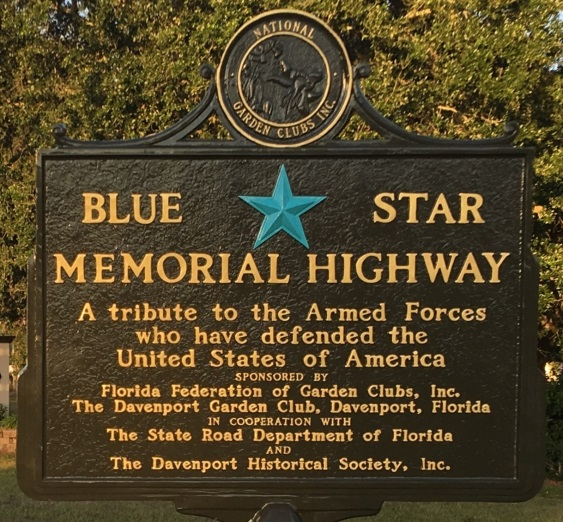 NATIONAL
GARDEN CLUBS INC.
BLUE STAR
MEMORIAL HIGHWAY
A tribute to the Armed Forces
who have defended the
United States of America
SPONSORED BY
Florida Federation of Garden Clubs, Inc.
The Davenport Garden Club, Davenport, Florida
IN COOPERATION WITH
The State Road Department of Florida
AND
The Davenport Historical Society, Inc.